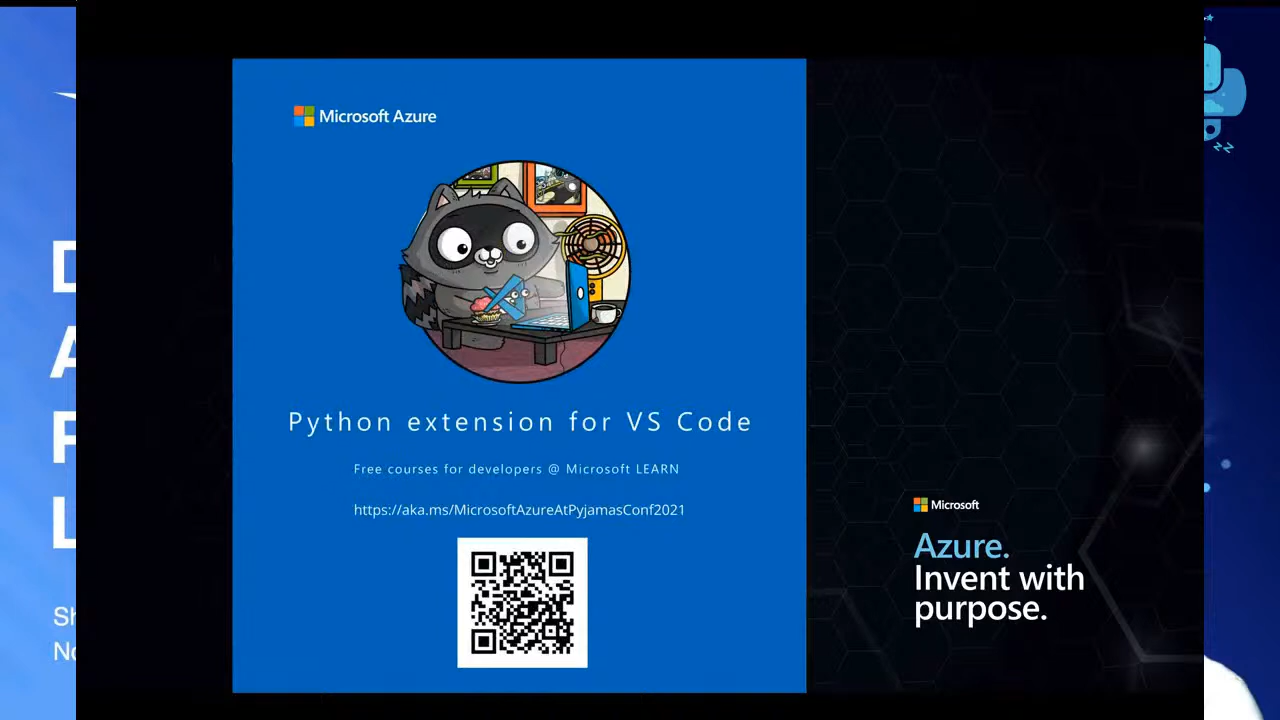 Microsoft Azure
Python extension for VS Code
Free courses for developers @ Microsoft LEARN
https://aka.ms/MicrosoftAzureAtPyjamasConf2021
Microsoft
Azure.
Invent with
purpose.
zz